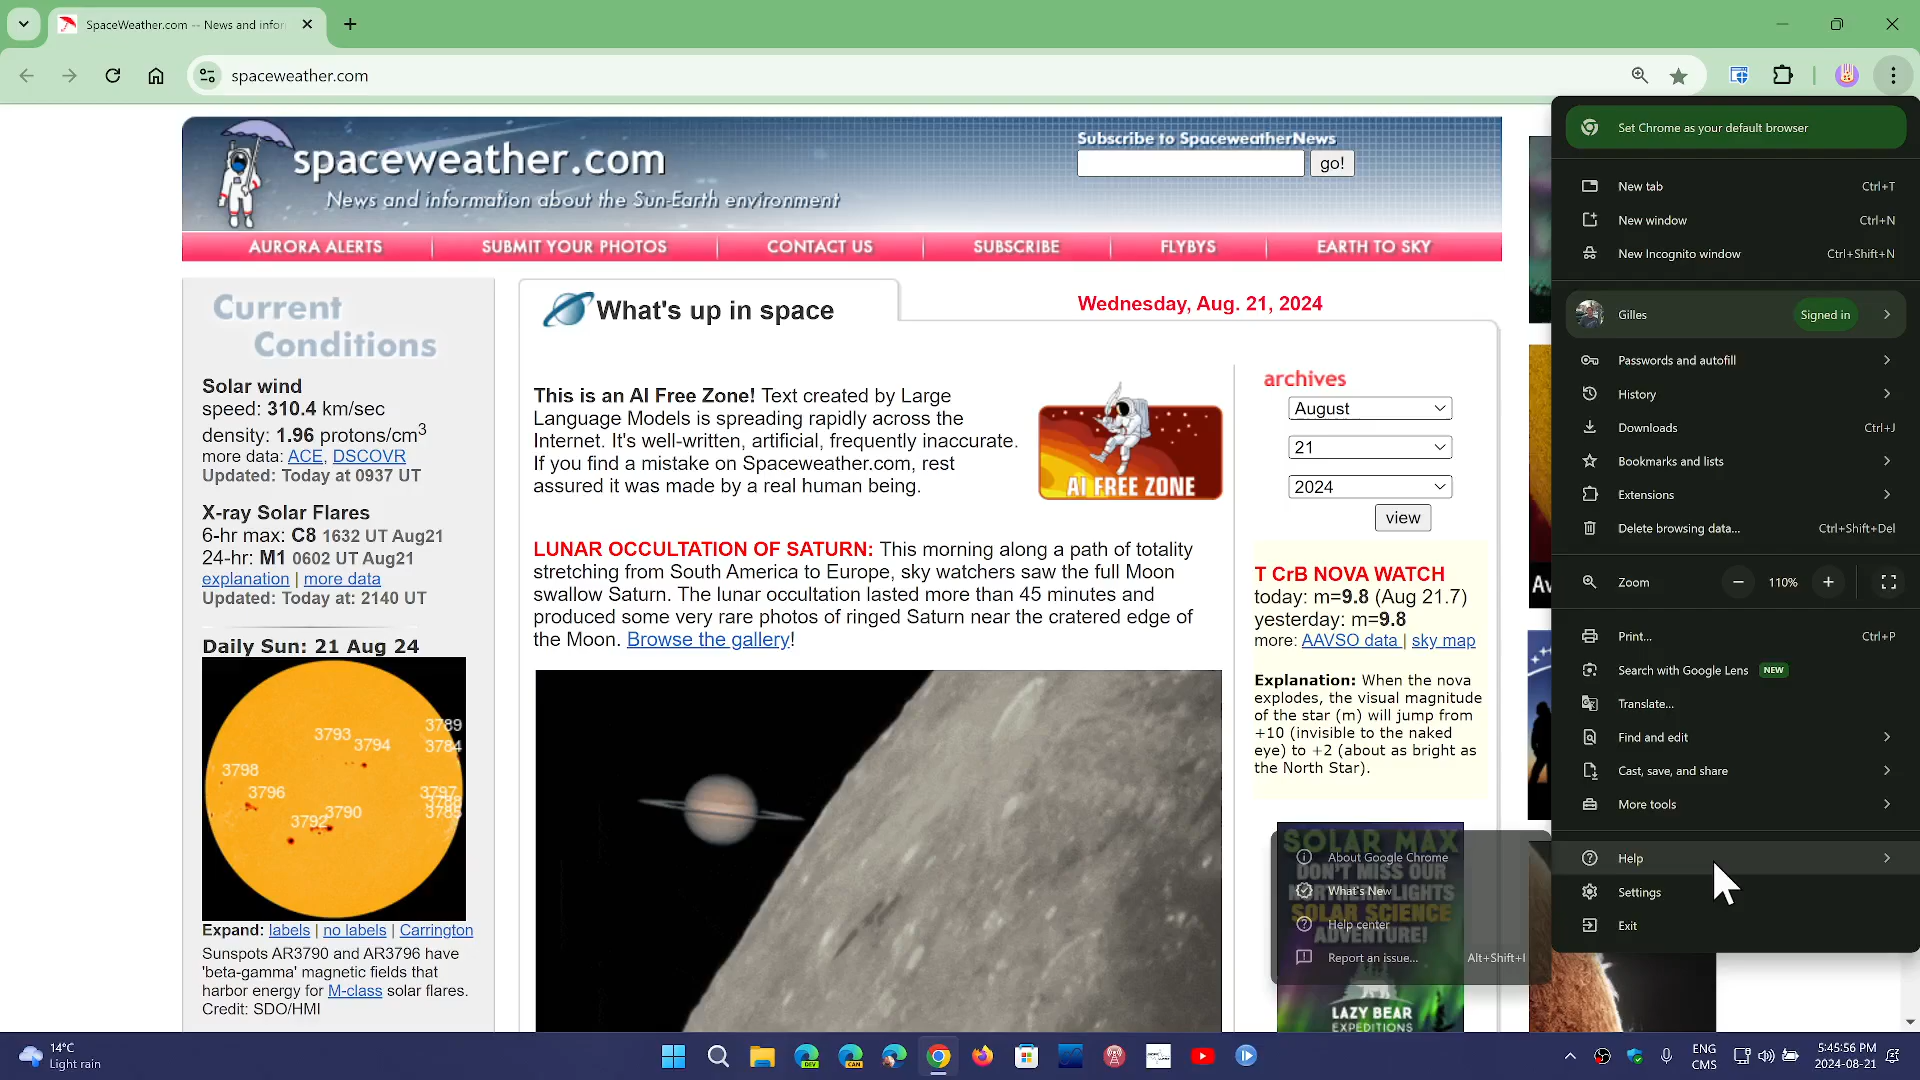 SpaceWeather.com -- News and infor
spaceweather.com
spaceweather.com
News and information about the Sun-Earth environment
Subscribe to SpaceweatherNews
go!
AURORA ALERTS
SUBMIT YOUR PHOTOS
CONTACT US
SUBSCRIBE
FLYBYS
EARTH TO SKY
Current
Conditions
Solar wind
speed: 310.4 km/sec
density: 1.96 protons/cm3
more data: ACE, DSCOVR
Updated: Today at 0937 UT
X-ray Solar Flares
6-hr max: C8 1632 UT Aug21
24-hr: M1 0602 UT Aug21
explanation | more data
Updated: Today at: 2140 UT
Daily Sun: 21 Aug 24
3789
3793
3794
3784
3798
3796
3797
3790
3792
3785
Expand: labels | no labels | Carrington
Sunspots AR3790 and AR3796 have
'beta-gamma' magnetic fields that
harbor energy for M-class solar flares.
Credit: SDO/HMI
What's up in space
Wednesday, Aug. 21, 2024
This is an AI Free Zone! Text created by Large
Language Models is spreading rapidly across the
Internet. It's well-written, artificial, frequently inaccurate.
If you find a mistake on Spaceweather.com, rest
assured it was made by a real human being.
AI FREE ZONE
LUNAR OCCULTATION OF SATURN: This morning along a path of totality
stretching from South America to Europe, sky watchers saw the full Moon
swallow Saturn. The lunar occultation lasted more than 45 minutes and
produced some very rare photos of ringed Saturn near the cratered edge of
the Moon. Browse the gallery!
archives
August
21
2024
view
T CrB NOVA WATCH
today: m=9.8 (Aug 21.7)
yesterday: m=9.8
more: AAVSO data | sky map
Explanation: When the nova
explodes, the visual magnitude
of the star (m) will jump from
+10 (invisible to the naked
eye) to +2 (about as bright as
the North Star).
SOLAR MAX
DON'T MISS OUR
NORTHERN LIGHTS
SOLAR SCIENCE
ADVENTURE!
LAZY BEAR
EXPEDITIONS
About Google Chrome
What's New
Help center
Report an issue... Alt+Shift+I
Set Chrome as your default browser
New tab Ctrl+T
New window Ctrl+N
New Incognito window Ctrl+Shift+N
Gilles Signed in
Passwords and autofill
History
Downloads Ctrl+J
Bookmarks and lists
Extensions
Delete browsing data... Ctrl+Shift+Del
Zoom 110%
Print... Ctrl+P
Search with Google Lens NEW
Translate...
Find and edit
Cast, save, and share
More tools
Help
Settings
Exit
14°C
Light rain
DEV
CAN
ENG
CMS
5:45:56 PM
2024-08-21